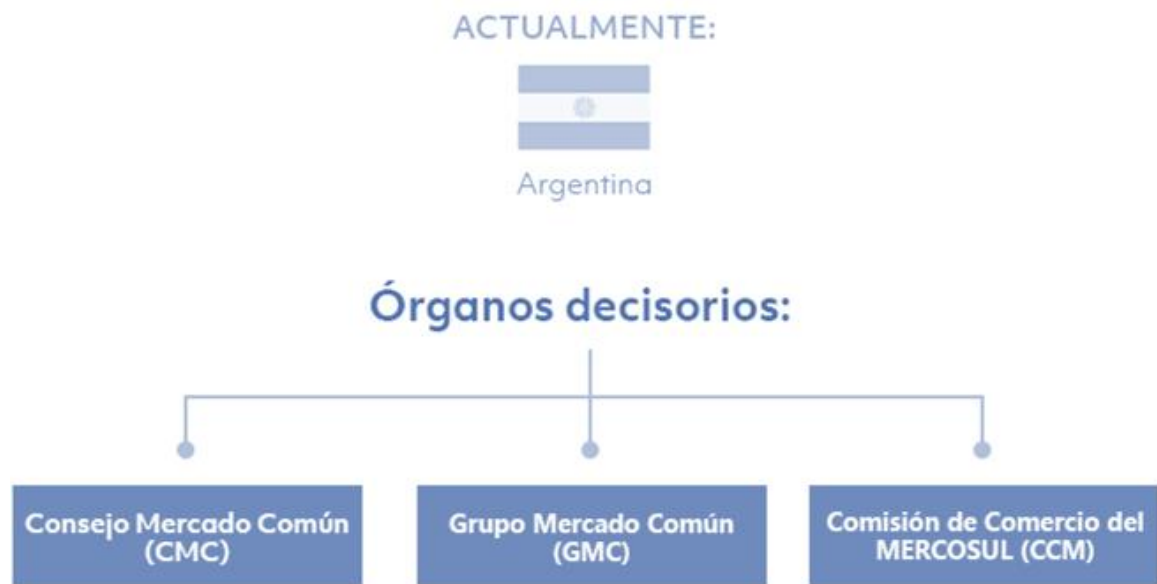 ACTUALMENTE:
Argentina
Órganos decisorios:
Consejo Mercado Común
(CMC)
Grupo Mercado Común
(GMC)
Comisión de Comercio del
MERCOSUL (CCM)